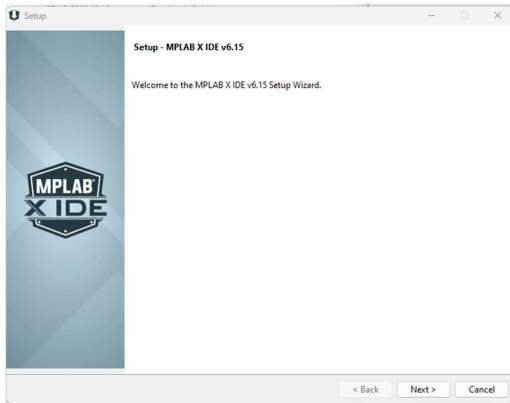 Setup
Setup - MPLAB X IDE v6.15
Welcome to the MPLAB X IDE v6.15 Setup Wizard.
MPLAB
X IDE
< Back Next > Cancel